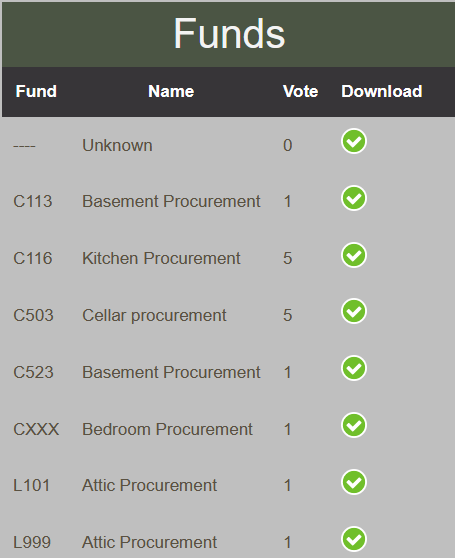 Funds
Fund Name Vote Download
---- Unknown 0
C113 Basement Procurement 1
C116 Kitchen Procurement 5
C503 Cellar procurement 5
C523 Basement Procurement 1
CXXX Bedroom Procurement 1
L101 Attic Procurement 1
L999 Attic Procurement 1